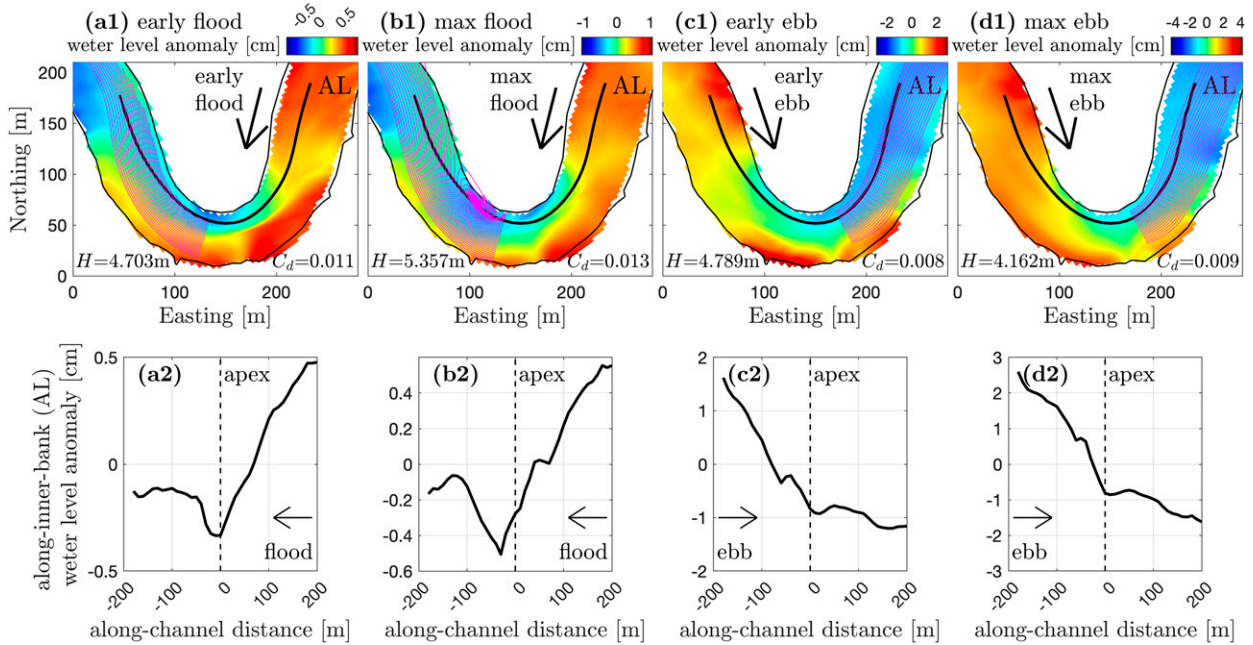 (a1) early flood
weter level anomaly [cm]
-0.5 0 0.5
(b1) max flood
weter level anomaly [cm]
-1 0 1
(c1) early ebb
weter level anomaly [cm]
-2 0 2
(d1) max ebb
weter level anomaly [cm]
-4 -2 0 2 4
Northing [m]
200
150
100
50
0
early
flood
AL
H=4.703m
C_d=0.011
0 100 200
Easting [m]
max
flood
AL
H=5.357m
C_d=0.013
0 100 200
Easting [m]
early
ebb
AL
H=4.789m
C_d=0.008
0 100 200
Easting [m]
max
ebb
AL
H=4.162m
C_d=0.009
0 100 200
Easting [m]
along-inner-bank (AL)
weter level anomaly [cm]
0.5
0
-0.5
(a2)
apex
flood
-200 -100 0 100 200
along-channel distance [m]
0.4
0.2
0
-0.2
-0.4
-0.6
(b2)
apex
flood
-200 -100 0 100 200
along-channel distance [m]
2
1
0
-1
-2
(c2)
apex
ebb
-200 -100 0 100 200
along-channel distance [m]
3
2
1
0
-1
-2
-3
(d2)
apex
ebb
-200 -100 0 100 200
along-channel distance [m]